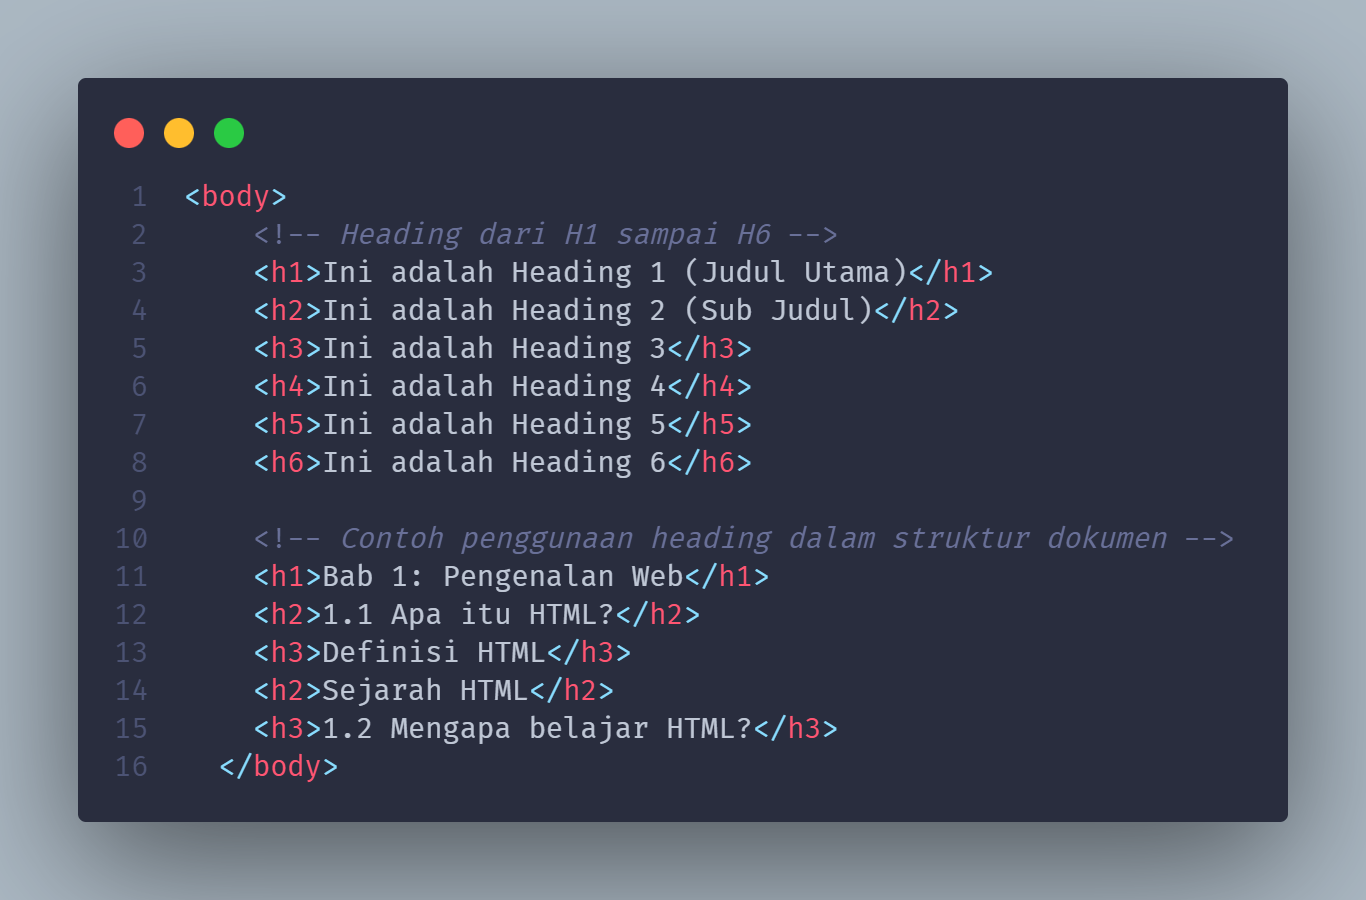 1 <body>
2 <!-- Heading dari H1 sampai H6 -->
3 <h1>Ini adalah Heading 1 (Judul Utama)</h1>
4 <h2>Ini adalah Heading 2 (Sub Judul)</h2>
5 <h3>Ini adalah Heading 3</h3>
6 <h4>Ini adalah Heading 4</h4>
7 <h5>Ini adalah Heading 5</h5>
8 <h6>Ini adalah Heading 6</h6>
9
10 <!-- Contoh penggunaan heading dalam struktur dokumen -->
11 <h1>Bab 1: Pengenalan Web</h1>
12 <h2>1.1 Apa itu HTML?</h2>
13 <h3>Definisi HTML</h3>
14 <h2>Sejarah HTML</h2>
15 <h3>1.2 Mengapa belajar HTML?</h3>
16 </body>